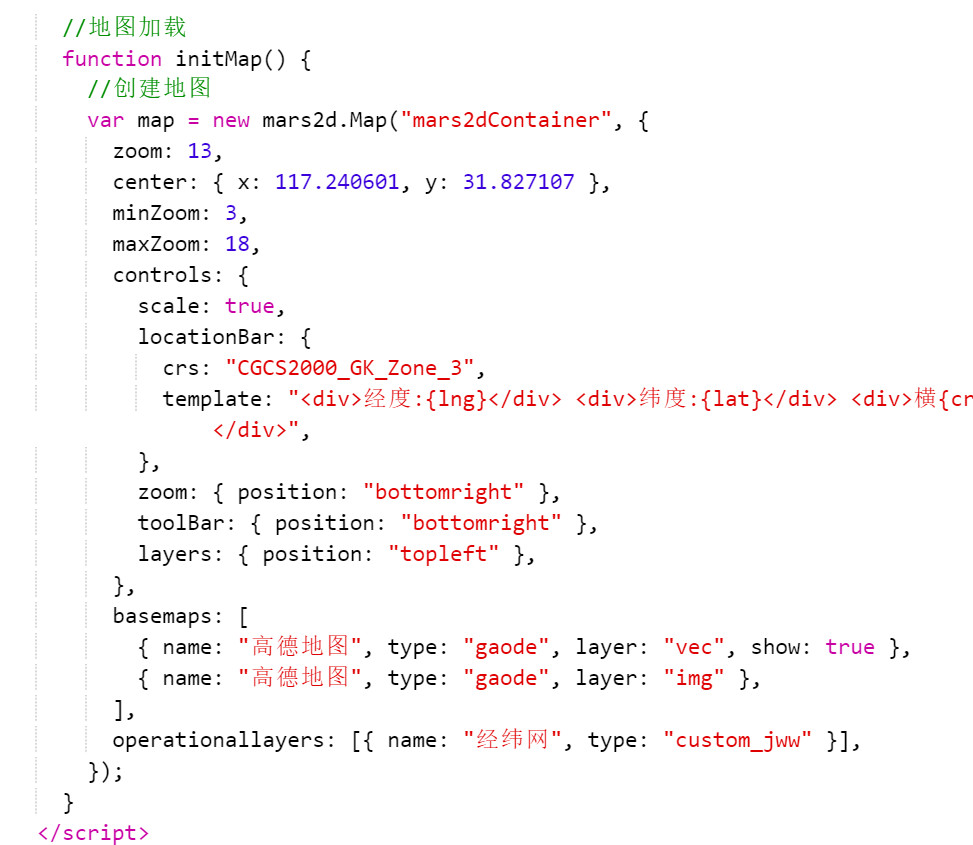 //地图加载
function initMap() {
//创建地图
var map = new mars2d.Map("mars2dContainer", {
zoom: 13,
center: { x: 117.240601, y: 31.827107 },
minZoom: 3,
maxZoom: 18,
controls: {
scale: true,
locationBar: {
crs: "CGCS2000_GK_Zone_3",
template: "<div>经度:{lng}</div> <div>纬度:{lat}</div> <div>横{cr
</div>",
},
zoom: { position: "bottomright" },
toolBar: { position: "bottomright" },
layers: { position: "topleft" },
},
basemaps: [
{ name: "高德地图", type: "gaode", layer: "vec", show: true },
{ name: "高德地图", type: "gaode", layer: "img" },
],
operationallayers: [{ name: "经纬网", type: "custom_jww" }],
});
}
</script>